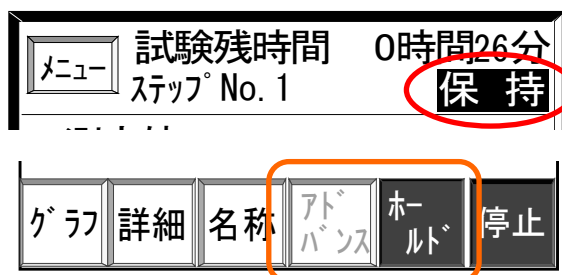 メニュー 試験残時間 0時間26分
ステップNo. 1 保 持
グラフ 詳細 名称 アドバンス ホールド 停止